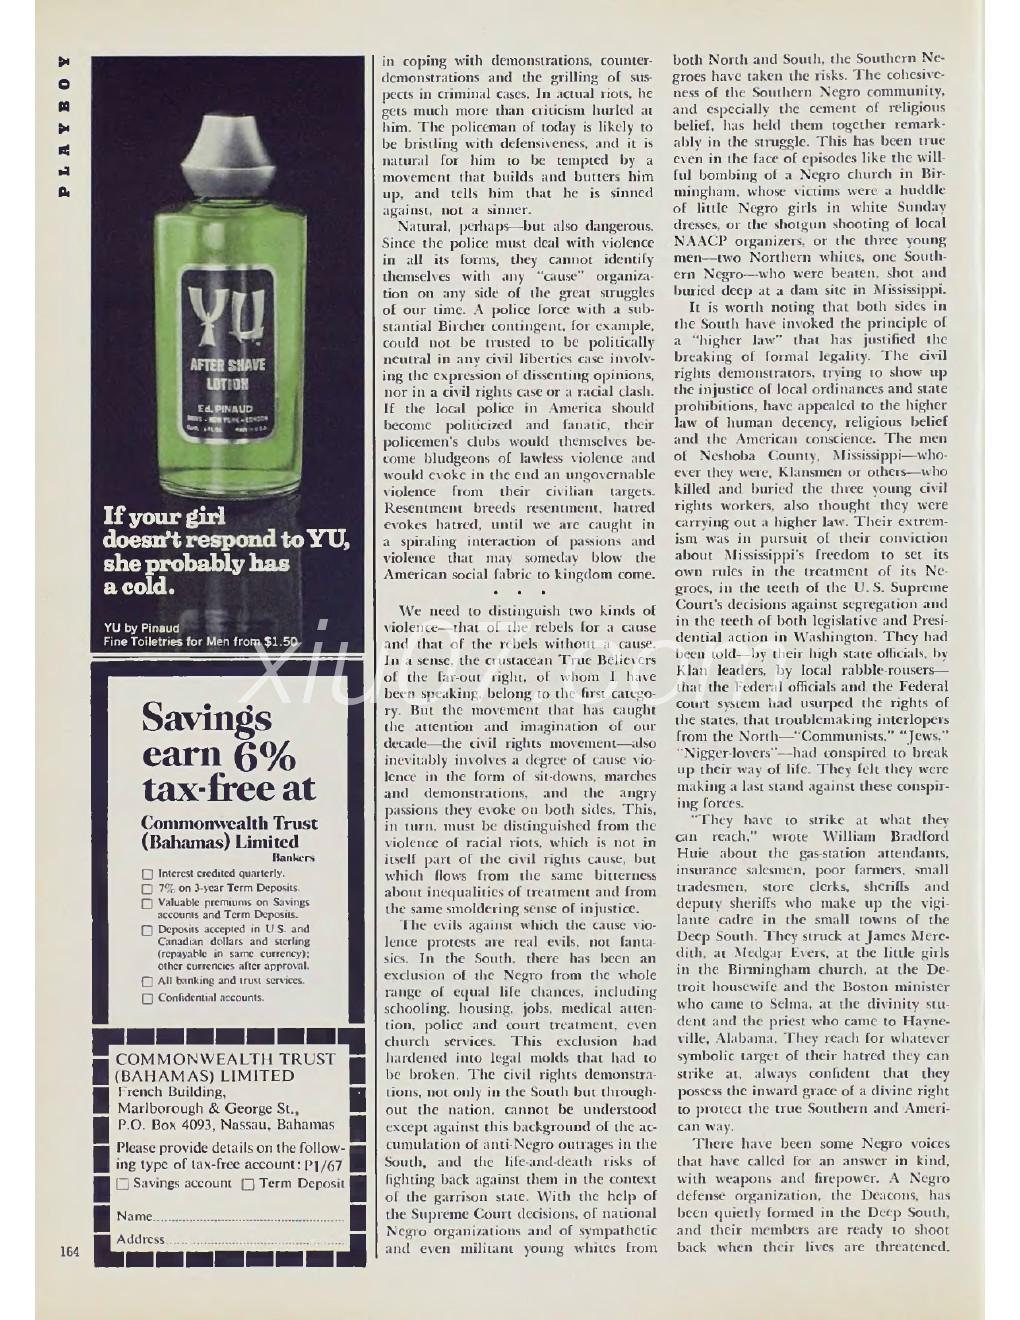 PLAYBOY
YU
AFTER SHAVE
LOTION
Ed. PINAUD
If your girl
doesn't respond to YU,
she probably has
a cold.
YU by Pinaud
Fine Toiletries for Men from $1.50
Savings
earn 6%
tax-free at
Commonwealth Trust
(Bahamas) Limited
Bankers
Interest credited quarterly.
7% on 3-year Term Deposits.
Valuable premiums on Savings
accounts and Term Deposits.
Deposits accepted in U.S. and
Canadian dollars and sterling
(repayable in same currency);
other currencies after approval.
All banking and trust services.
Confidential accounts.
COMMONWEALTH TRUST
(BAHAMAS) LIMITED
French Building,
Marlborough & George St.,
P.O. Box 4093, Nassau, Bahamas
Please provide details on the follow-
ing type of tax-free account: P1/67
Savings account Term Deposit
Name
Address
164
in coping with demonstrations, counter-
demonstrations and the grilling of sus-
pects in criminal cases. In actual riots, he
gets much more than criticism hurled at
him. The policeman of today is likely to
be bristling with defensiveness, and it is
natural for him to be tempted by a
movement that builds and butters him
up, and tells him that he is sinned
against, not a sinner.
Natural, perhaps—but also dangerous.
Since the police must deal with violence
in all its forms, they cannot identify
themselves with any "cause" organiza-
tion on any side of the great struggles
of our time. A police force with a sub-
stantial Bircher contingent, for example,
could not be trusted to be politically
neutral in any civil liberties case involv-
ing the expression of dissenting opinions,
nor in a civil rights case or a racial clash.
If the local police in America should
become politicized and fanatic, their
policemen's clubs would themselves be-
come bludgeons of lawless violence and
would evoke in the end an ungovernable
violence from their civilian targets.
Resentment breeds resentment, hatred
evokes hatred, until we are caught in
a spiraling interaction of passions and
violence that may someday blow the
American social fabric to kingdom come.
• • •
We need to distinguish two kinds of
violence—that of the rebels for a cause
and that of the rebels without a cause.
In a sense, the crustacean True Believers
of the far-out right, of whom I have
been speaking, belong to the first catego-
ry. But the movement that has caught
the attention and imagination of our
decade—the civil rights movement—also
inevitably involves a degree of cause vio-
lence in the form of sit-downs, marches
and demonstrations, and the angry
passions they evoke on both sides. This,
in turn, must be distinguished from the
violence of racial riots, which is not in
itself part of the civil rights cause, but
which flows from the same bitterness
about inequalities of treatment and from
the same smoldering sense of injustice.
The evils against which the cause vio-
lence protests are real evils, not fanta-
sies. In the South, there has been an
exclusion of the Negro from the whole
range of equal life chances, including
schooling, housing, jobs, medical atten-
tion, police and court treatment, even
church services. This exclusion had
hardened into legal molds that had to
be broken. The civil rights demonstra-
tions, not only in the South but through-
out the nation, cannot be understood
except against this background of the ac-
cumulation of anti-Negro outrages in the
South, and the life-and-death risks of
fighting back against them in the context
of the garrison state. With the help of
the Supreme Court decisions, of national
Negro organizations and of sympathetic
and even militant young whites from
both North and South, the Southern Ne-
groes have taken the risks. The cohesive-
ness of the Southern Negro community,
and especially the cement of religious
belief, has held them together remark-
ably in the struggle. This has been true
even in the face of episodes like the will-
ful bombing of a Negro church in Bir-
mingham, whose victims were a huddle
of little Negro girls in white Sunday
dresses, or the shotgun shooting of local
NAACP organizers, or the three young
men—two Northern whites, one South-
ern Negro—who were beaten, shot and
buried deep at a dam site in Mississippi.
It is worth noting that both sides in
the South have invoked the principle of
a "higher law" that has justified the
breaking of formal legality. The civil
rights demonstrators, trying to show up
the injustice of local ordinances and state
prohibitions, have appealed to the higher
law of human decency, religious belief
and the American conscience. The men
of Neshoba County, Mississippi—who-
ever they were, Klansmen or others—who
killed and buried the three young civil
rights workers, also thought they were
carrying out a higher law. Their extrem-
ism was in pursuit of their conviction
about Mississippi's freedom to set its
own rules in the treatment of its Ne-
groes, in the teeth of the U. S. Supreme
Court's decisions against segregation and
in the teeth of both legislative and Presi-
dential action in Washington. They had
been told—by their high state officials, by
Klan leaders, by local rabble-rousers—
that the Federal officials and the Federal
court system had usurped the rights of
the states, that troublemaking interlopers
from the North—"Communists," "Jews,"
"Nigger-lovers"—had conspired to break
up their way of life. They felt they were
making a last stand against these conspir-
ing forces.
"They have to strike at what they
can reach," wrote William Bradford
Huie about the gas-station attendants,
insurance salesmen, poor farmers, small
tradesmen, store clerks, sheriffs and
deputy sheriffs who make up the vigi-
lante cadre in the small towns of the
Deep South. They struck at James Mere-
dith, at Medgar Evers, at the little girls
in the Birmingham church, at the De-
troit housewife and the Boston minister
who came to Selma, at the divinity stu-
dent and the priest who came to Hayne-
ville, Alabama. They reach for whatever
symbolic target of their hatred they can
strike at, always confident that they
possess the inward grace of a divine right
to protect the true Southern and Ameri-
can way.
There have been some Negro voices
that have called for an answer in kind,
with weapons and firepower. A Negro
defense organization, the Deacons, has
been quietly formed in the Deep South,
and their members are ready to shoot
back when their lives are threatened.